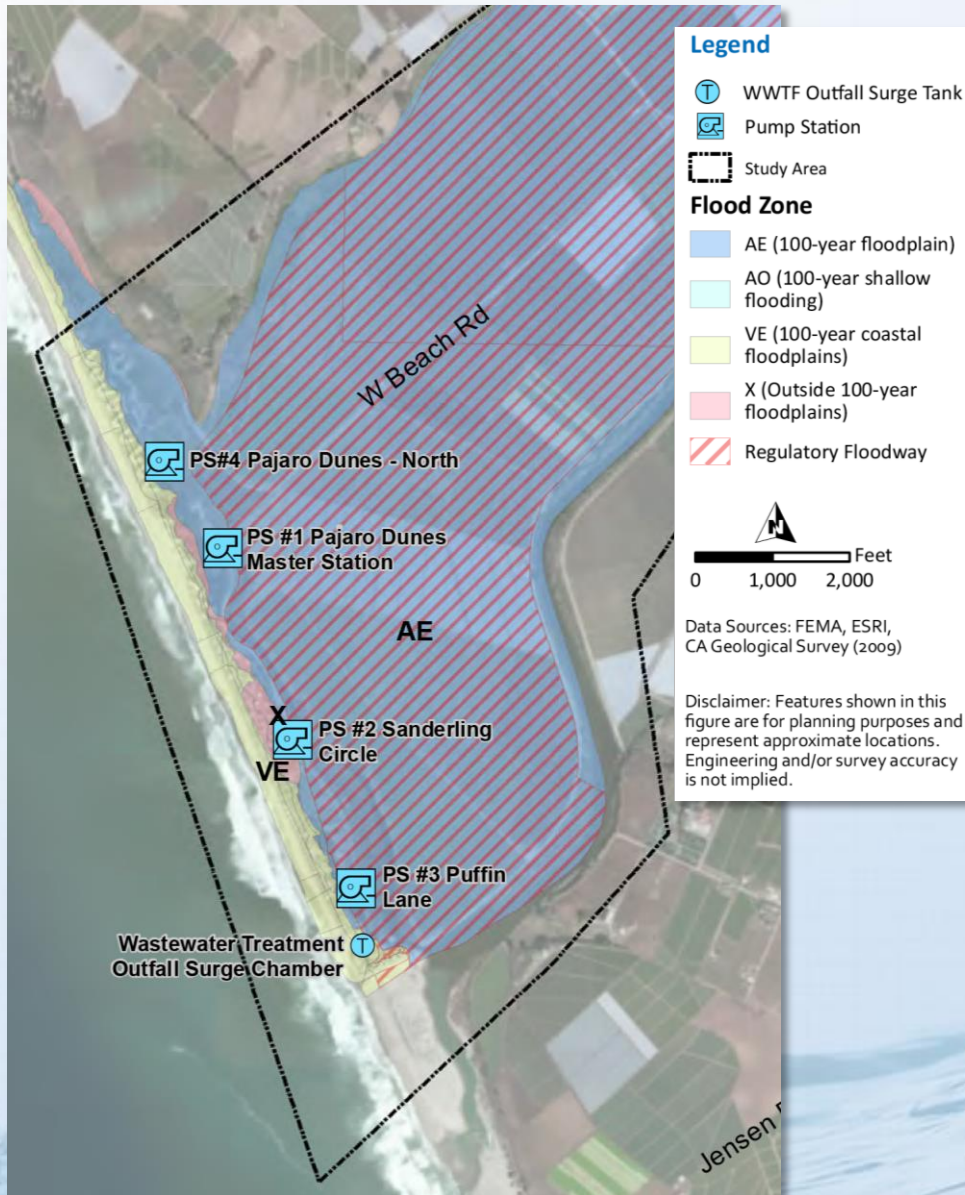 W Beach Rd
PS#4 Pajaro Dunes - North
PS #1 Pajaro Dunes
Master Station
AE
X
PS #2 Sanderling
Circle
VE
PS #3 Puffin
Lane
Wastewater Treatment
Outfall Surge Chamber
T
Jensen
Legend
T WWTF Outfall Surge Tank
Pump Station
Study Area
Flood Zone
AE (100-year floodplain)
AO (100-year shallow
flooding)
VE (100-year coastal
floodplains)
X (Outside 100-year
floodplains)
Regulatory Floodway
N
Feet
0 1,000 2,000
Data Sources: FEMA, ESRI,
CA Geological Survey (2009)
Disclaimer: Features shown in this
figure are for planning purposes and
represent approximate locations.
Engineering and/or survey accuracy
is not implied.